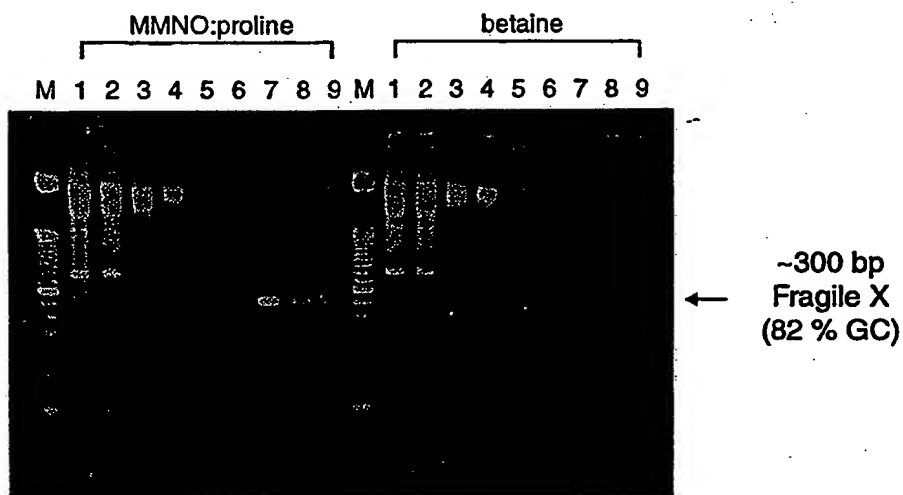 MMNO:proline betaine
M 1 2 3 4 5 6 7 8 9 M 1 2 3 4 5 6 7 8 9
~300 bp
Fragile X
(82 % GC)